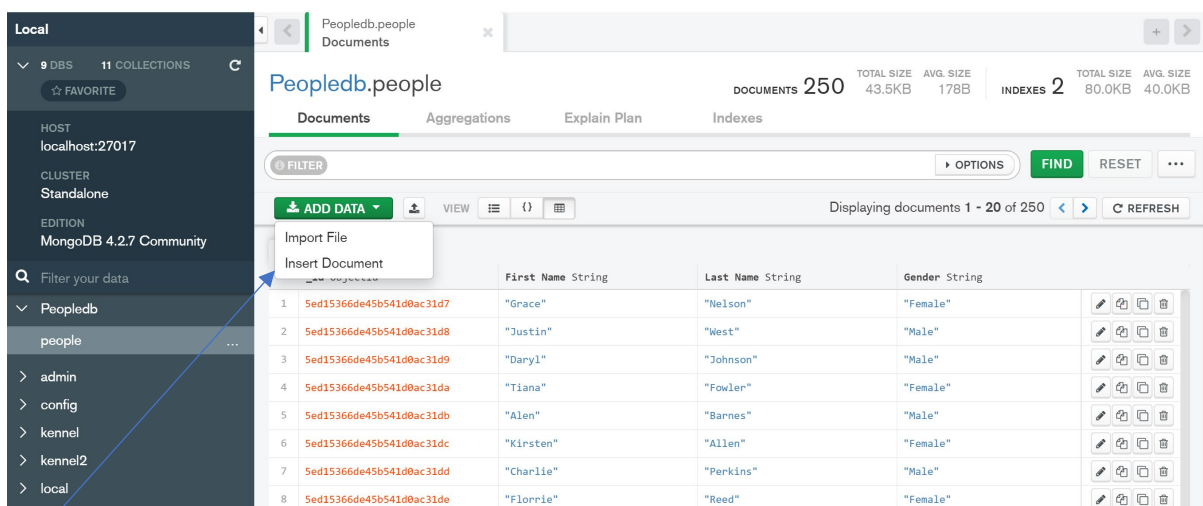 Local
9 DBS 11 COLLECTIONS
FAVORITE
HOST
localhost:27017
CLUSTER
Standalone
EDITION
MongoDB 4.2.7 Community
Filter your data
Peopledb
people ...
admin
config
kennel
kennel2
local
Peopledb.people
Documents
Peopledb.people
DOCUMENTS 250 TOTAL SIZE 43.5KB AVG. SIZE 178B INDEXES 2 TOTAL SIZE 80.0KB AVG. SIZE 40.0KB
Documents Aggregations Explain Plan Indexes
FILTER OPTIONS FIND RESET ...
ADD DATA VIEW {} Displaying documents 1 - 20 of 250 < > REFRESH
Import File
Insert Document
_id ObjectId First Name String Last Name String Gender String
1 5ed15366de45b541d0ac31d7 "Grace" "Nelson" "Female"
2 5ed15366de45b541d0ac31d8 "Justin" "West" "Male"
3 5ed15366de45b541d0ac31d9 "Daryl" "Johnson" "Male"
4 5ed15366de45b541d0ac31da "Tiana" "Fowler" "Female"
5 5ed15366de45b541d0ac31db "Alen" "Barnes" "Male"
6 5ed15366de45b541d0ac31dc "Kirsten" "Allen" "Female"
7 5ed15366de45b541d0ac31dd "Charlie" "Perkins" "Male"
8 5ed15366de45b541d0ac31de "Florrie" "Reed" "Female"